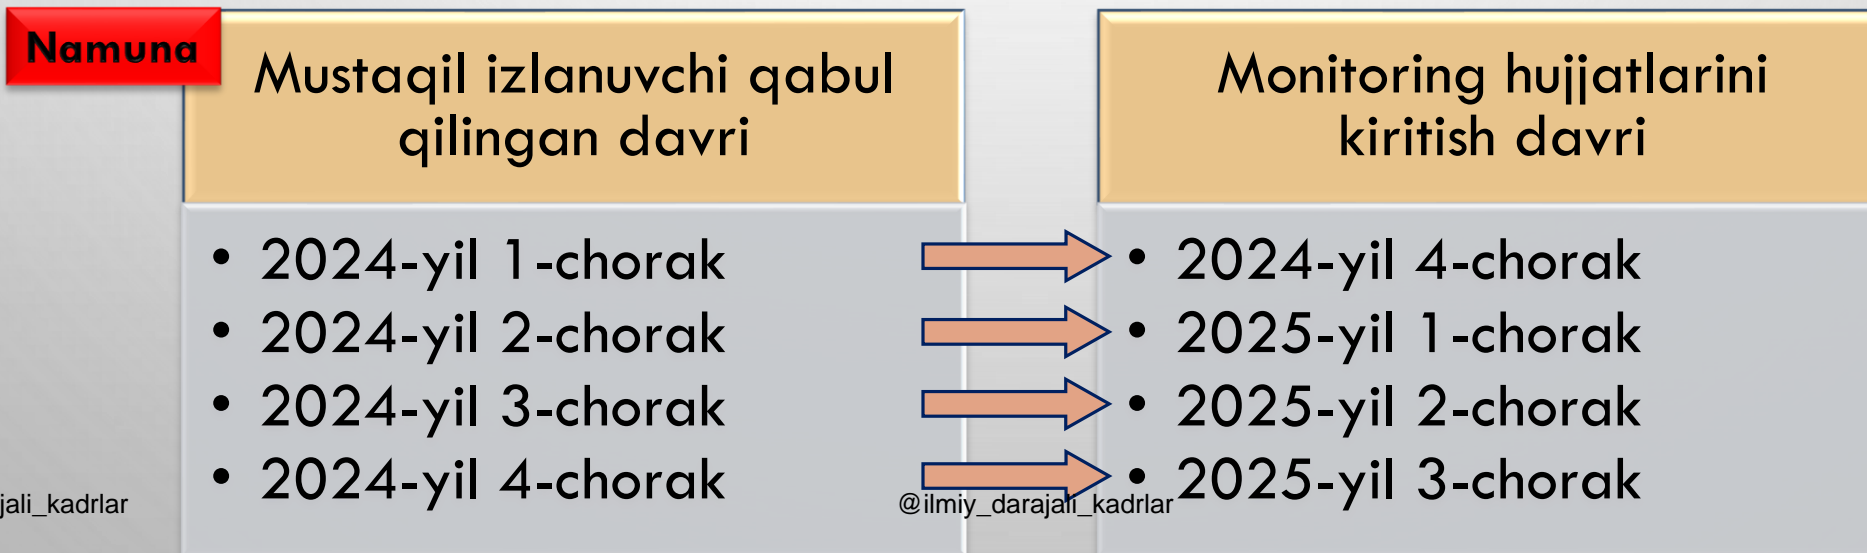 Namuna
Mustaqil izlanuvchi qabul
qilingan davri
• 2024-yil 1-chorak
• 2024-yil 2-chorak
• 2024-yil 3-chorak
• 2024-yil 4-chorak
Monitoring hujjatlarini
kiritish davri
• 2024-yil 4-chorak
• 2025-yil 1-chorak
• 2025-yil 2-chorak
• 2025-yil 3-chorak
jali_kadrlar
@ilmiy_darajali_kadrlar